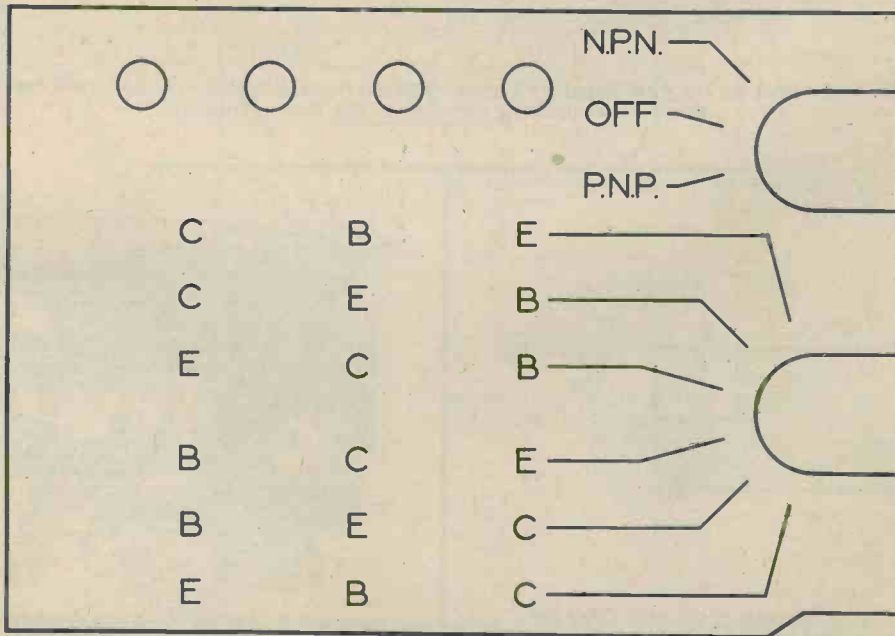 N.P.N.
OFF
P.N.P.
C B E
C E B
E C B
B C E
B E C
E B C